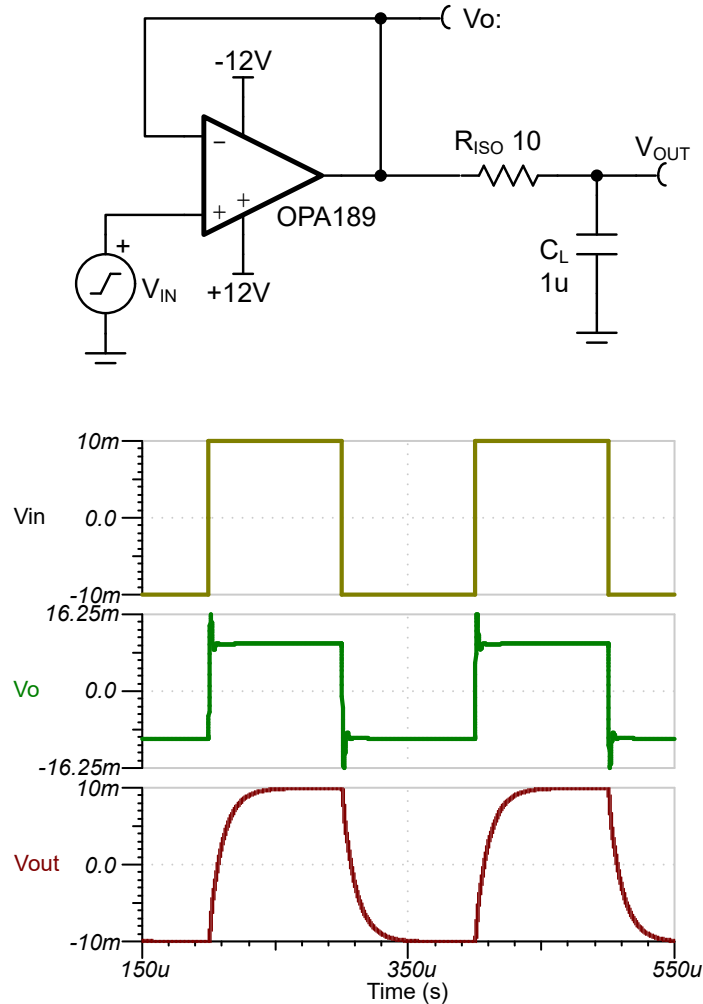 Vo:
-12V
R_ISO 10
V_OUT
−
+
+
OPA189
+
V_IN
+12V
C_L
1u
10m
Vin
0.0
-10m
16.25m
Vo
0.0
-16.25m
10m
Vout
0.0
-10m
150u
350u
550u
Time (s)